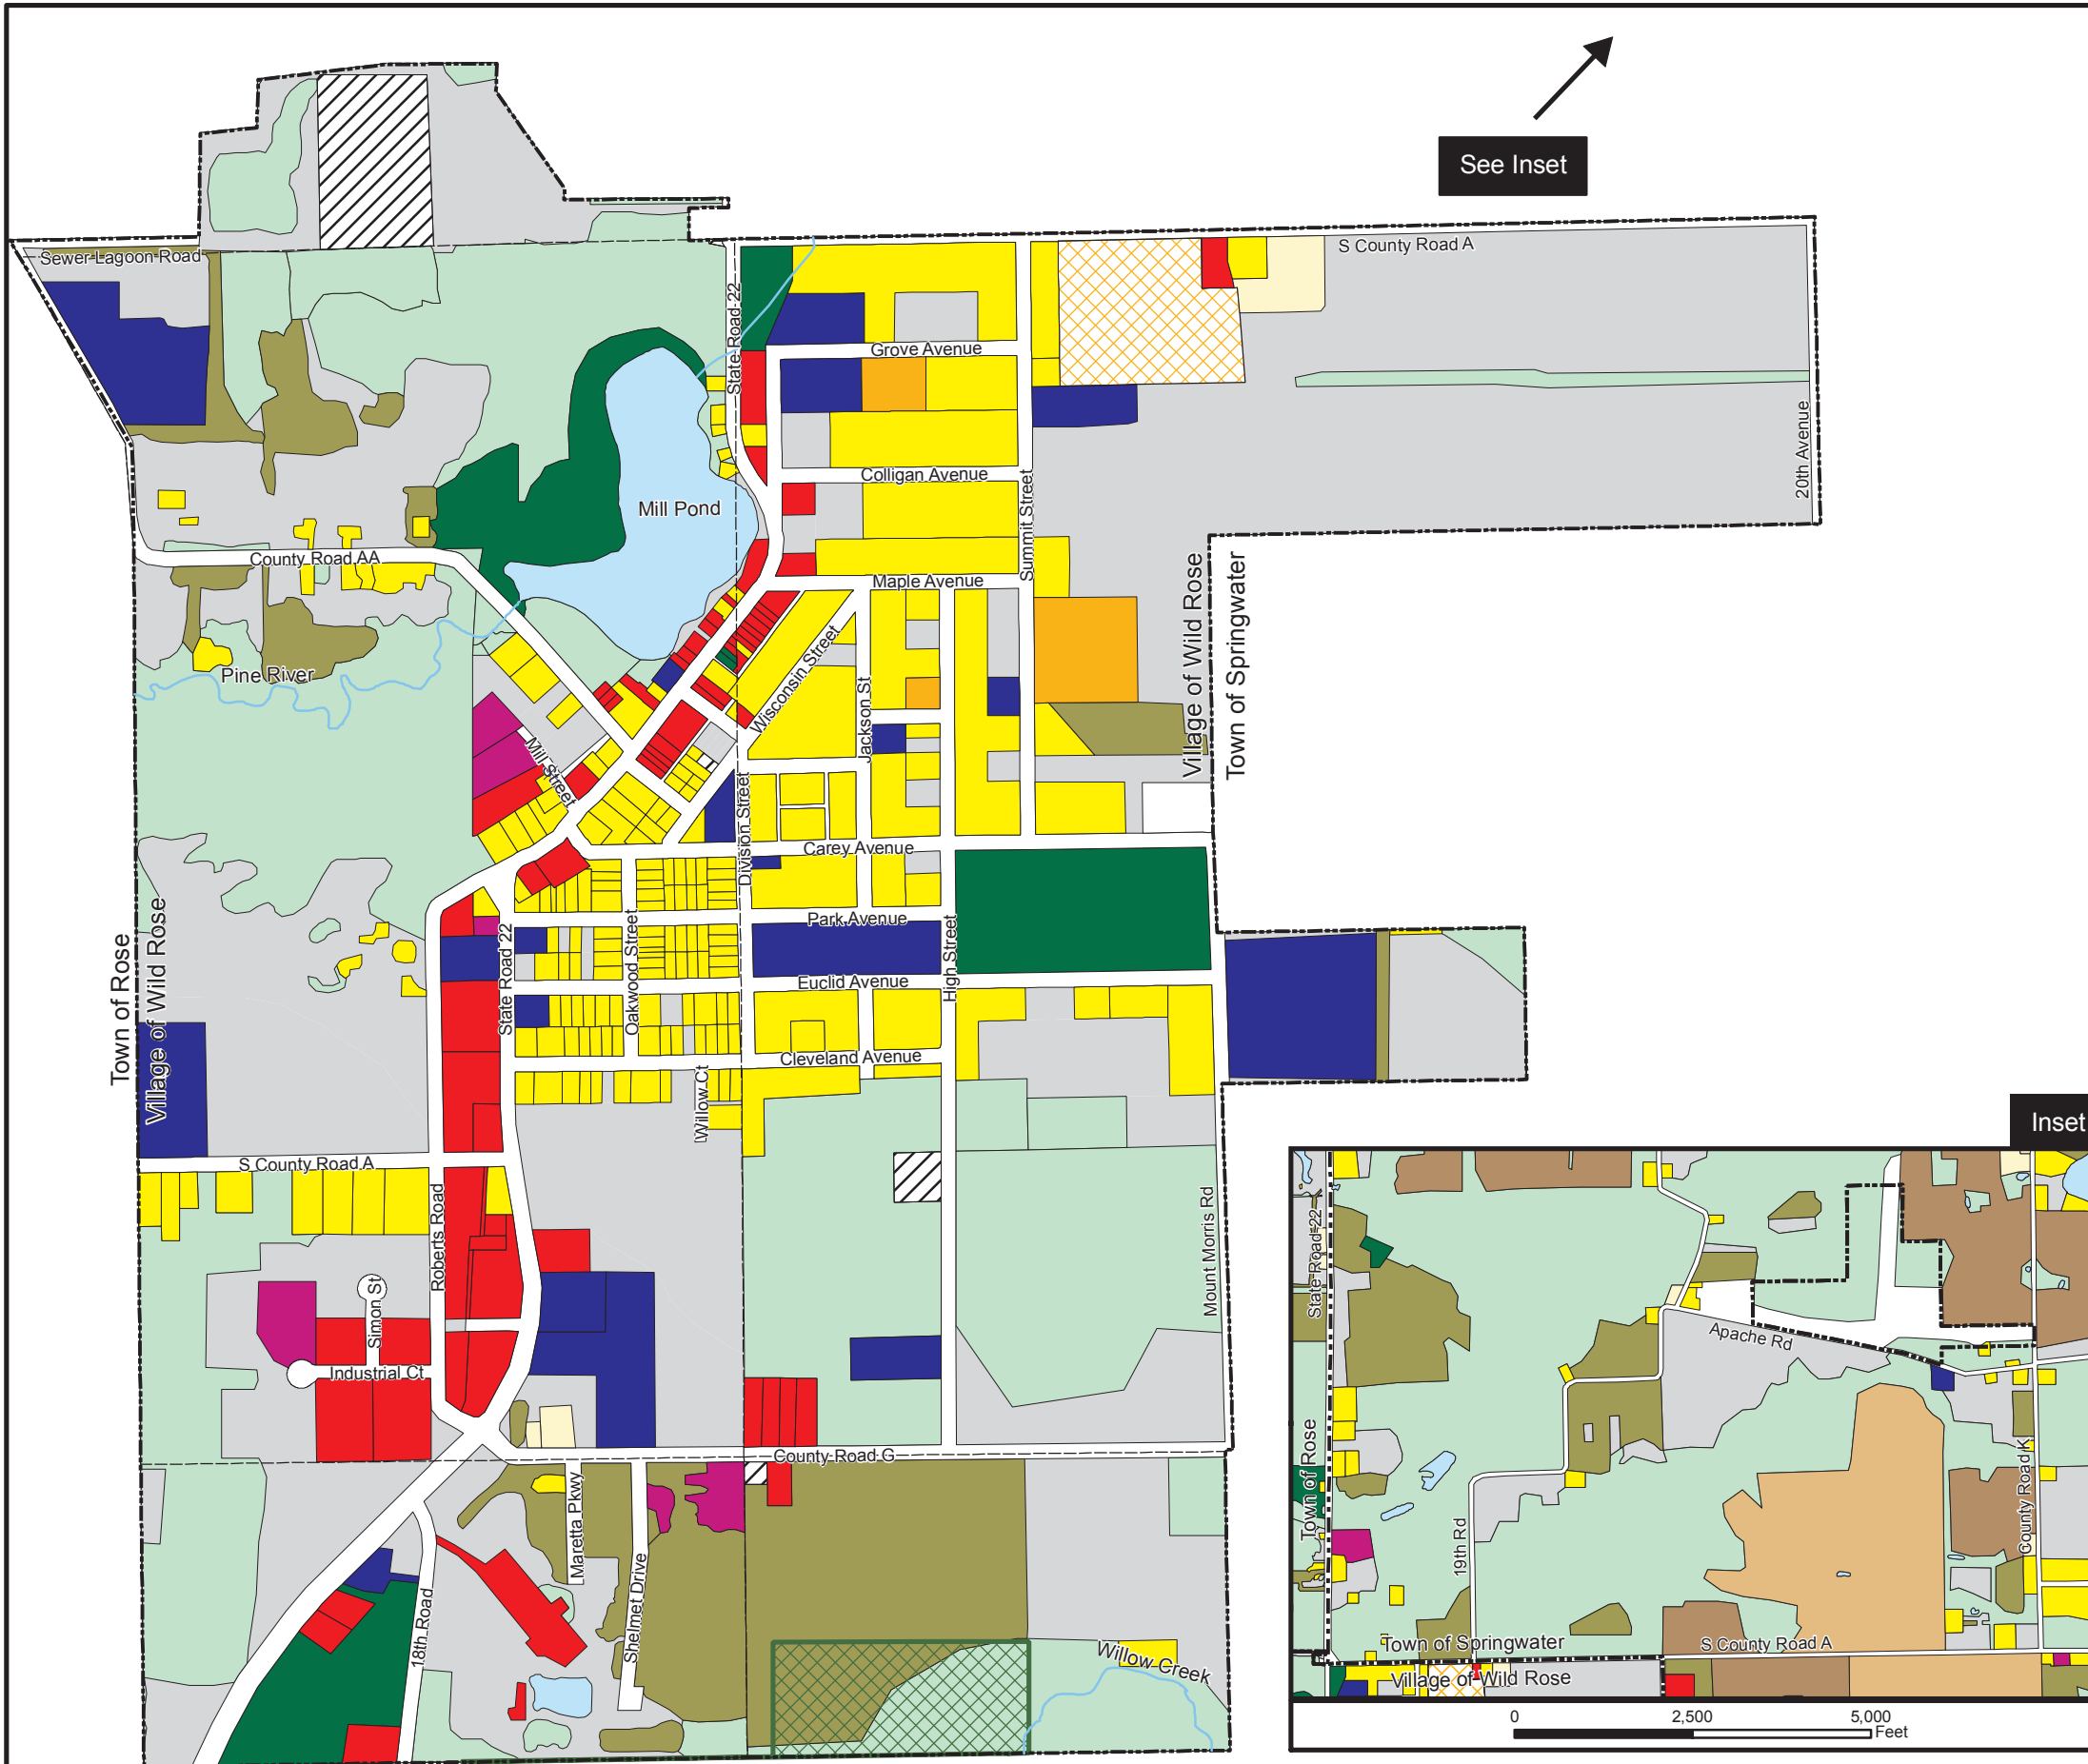 See Inset
S County Road A
Sewer Lagoon Road
State Road 22
Grove Avenue
20th Avenue
Colligan Avenue
Mill Pond
Summit Street
County Road AA
Maple Avenue
Village of Wild Rose
Town of Springwater
Wisconsin Street
Pine River
Jackson St
Mill Street
Division Street
Carey Avenue
Park Avenue
Town of Rose
Village of Wild Rose
State Road 22
Oakwood Street
High Street
Euclid Avenue
Cleveland Avenue
Willow Ct
Inset
S County Road A
Roberts Road
Mount Morris Rd
State Road 22
Simon St
Apache Rd
Industrial Ct
County Road G
Town of Rose
County Road K
Maretta Pkwy
19th Rd
Shelmet Drive
18th Road
Willow Creek
Town of Springwater
S County Road A
Village of Wild Rose
0 2,500 5,000
Feet